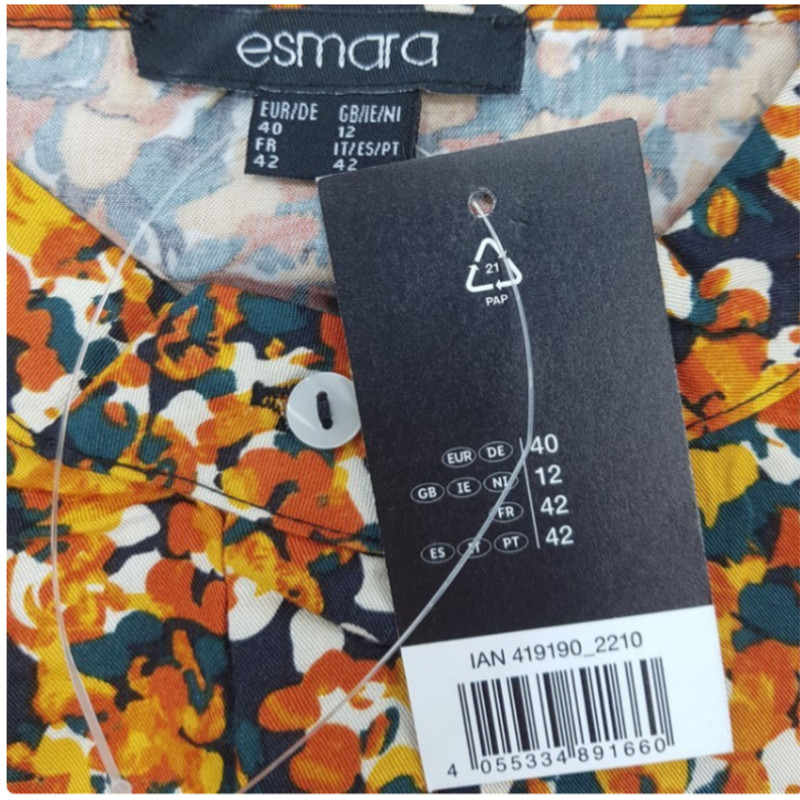 esmara
EUR/DE GB/IE/NI
40 12
FR IT/ES/PT
42 42
21
PAP
EUR DE 40
GB IE NI 12
FR 42
ES IT PT 42
IAN 419190_2210
4 055334 891660